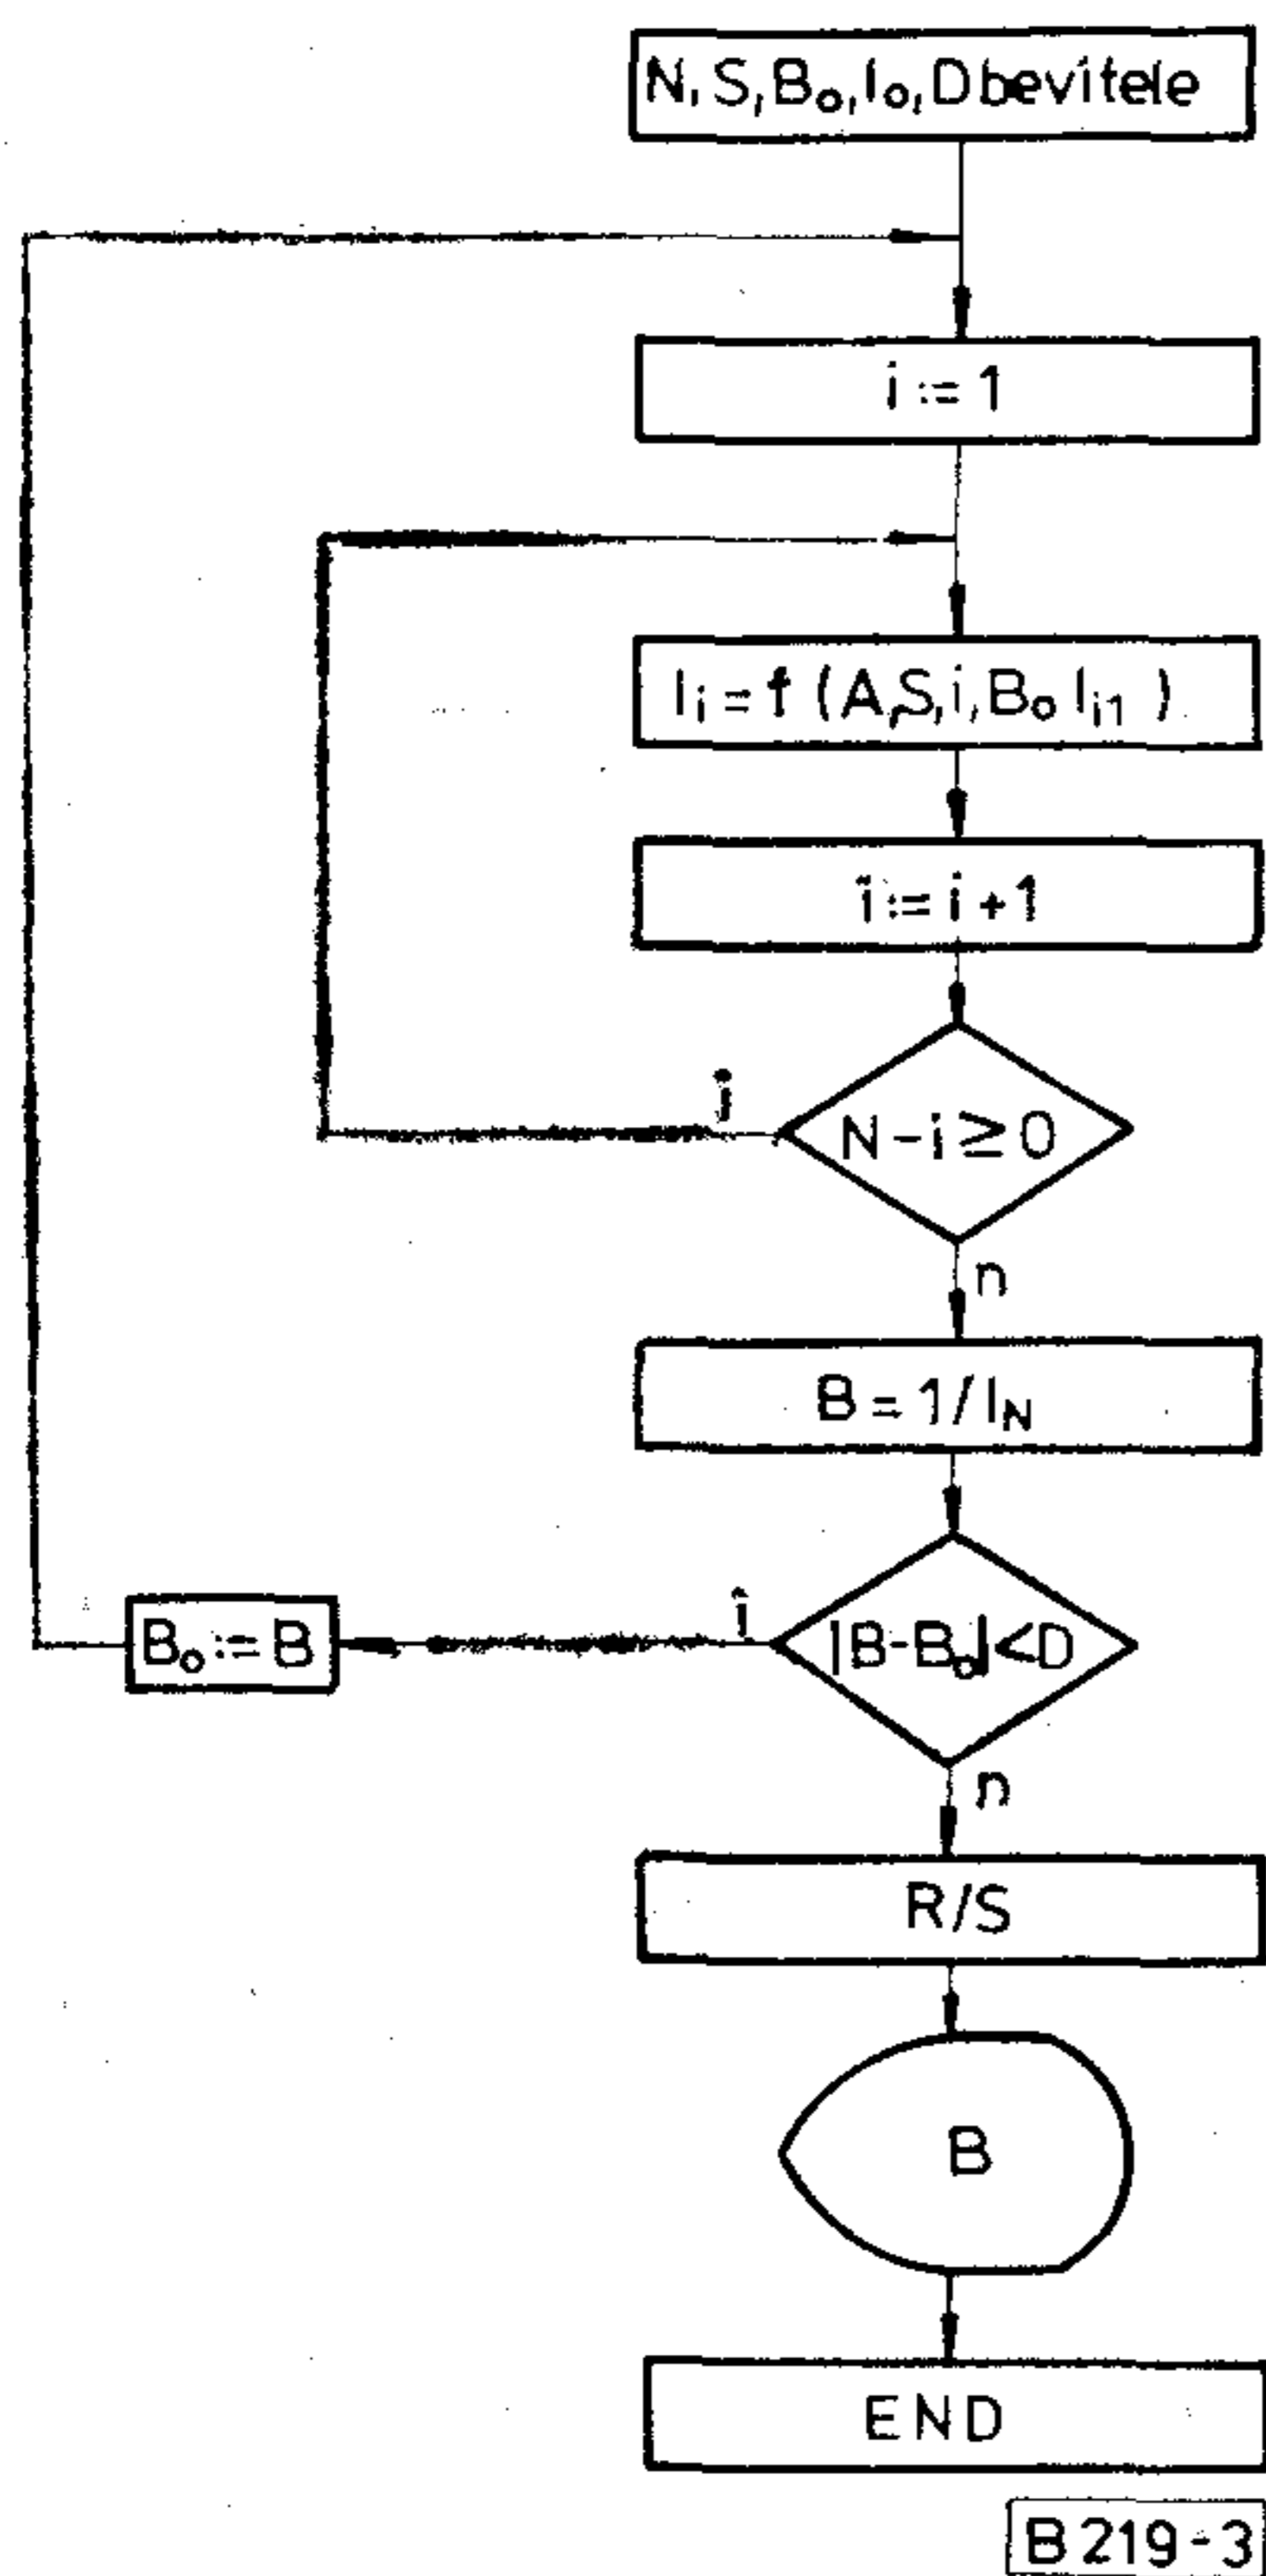 N, S, B₀, I₀, D bevitele
i := 1
Iᵢ = f (A, S, i, B₀ Iᵢ₁ )
i := i + 1
i
N - i ≥ 0
n
B = 1/I_N
B₀ := B
i
|B-B₀|<D
n
R/S
B
END
B 219-3